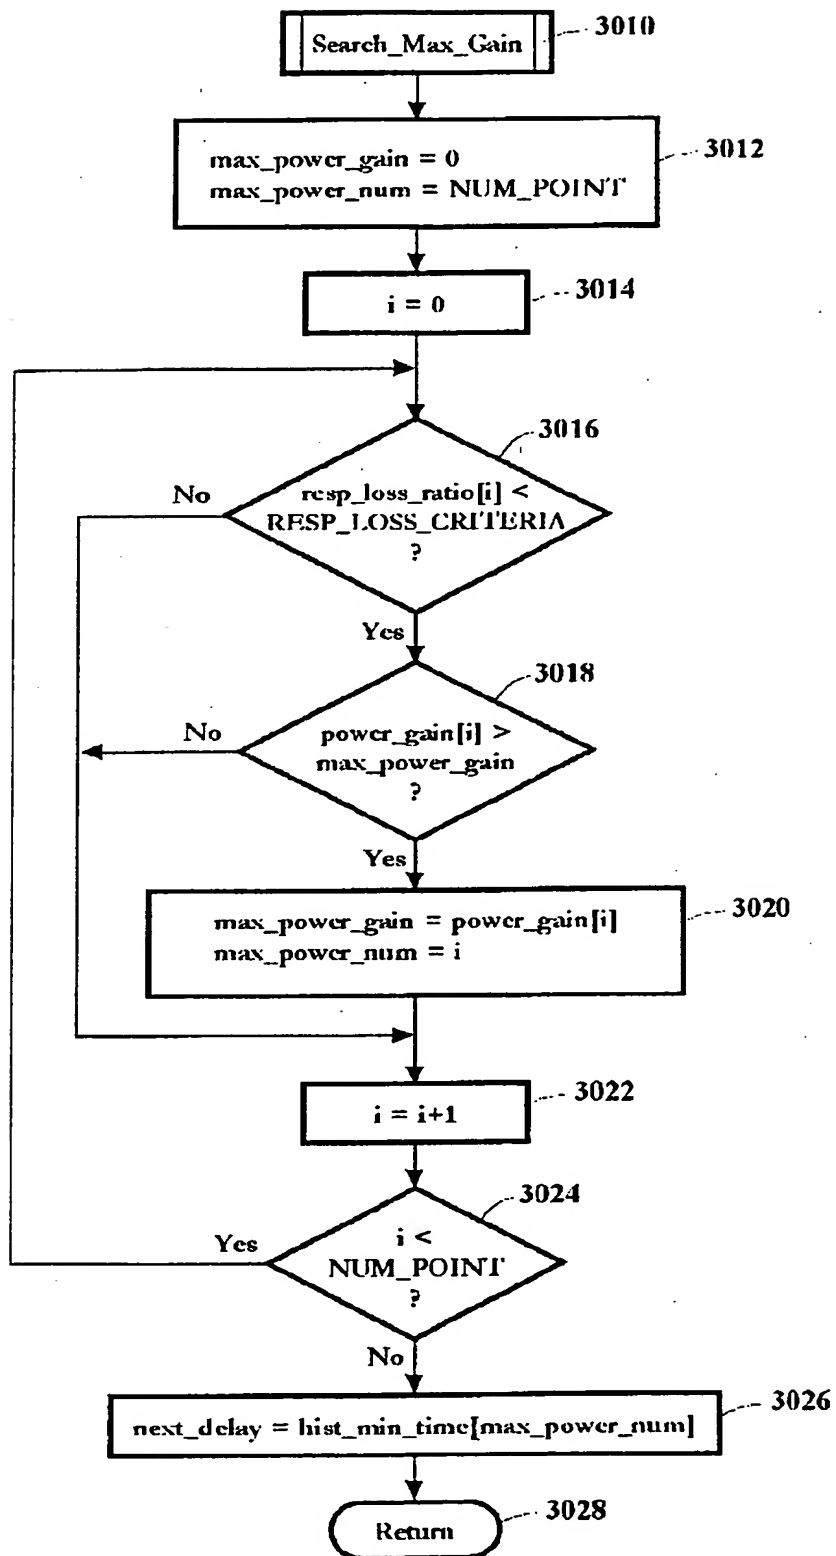 Search_Max_Gain
3010
max_power_gain = 0
max_power_num = NUM_POINT
3012
i = 0
3014
3016
resp_loss_ratio[i] <
RESP_LOSS_CRITERIA
?
No
Yes
3018
power_gain[i] >
max_power_gain
?
No
Yes
max_power_gain = power_gain[i]
max_power_num = i
3020
i = i+1
3022
3024
i <
NUM_POINT
?
Yes
No
next_delay = hist_min_time[max_power_num]
3026
Return
3028